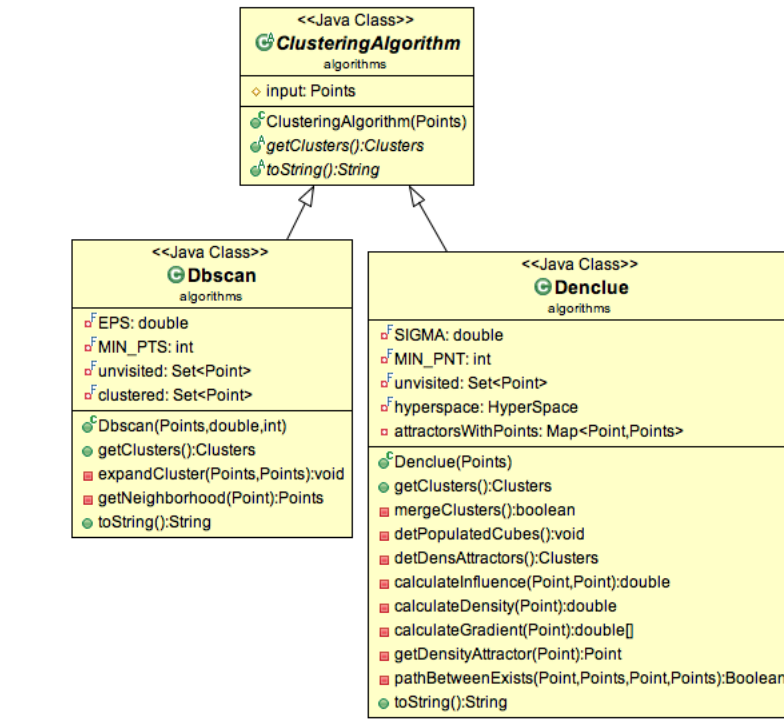 <<Java Class>>
ClusteringAlgorithm
algorithms
input: Points
ClusteringAlgorithm(Points)
getClusters():Clusters
toString():String
<<Java Class>>
Dbscan
algorithms
EPS: double
MIN_PTS: int
unvisited: Set<Point>
clustered: Set<Point>
Dbscan(Points,double,int)
getClusters():Clusters
expandCluster(Points,Points):void
getNeighborhood(Point):Points
toString():String
<<Java Class>>
Denclue
algorithms
SIGMA: double
MIN_PNT: int
unvisited: Set<Point>
hyperspace: HyperSpace
attractorsWithPoints: Map<Point,Points>
Denclue(Points)
getClusters():Clusters
mergeClusters():boolean
detPopulatedCubes():void
detDensAttractors():Clusters
calculateInfluence(Point,Point):double
calculateDensity(Point):double
calculateGradient(Point):double[]
getDensityAttractor(Point):Point
pathBetweenExists(Point,Points,Point,Points):Boolean
toString():String